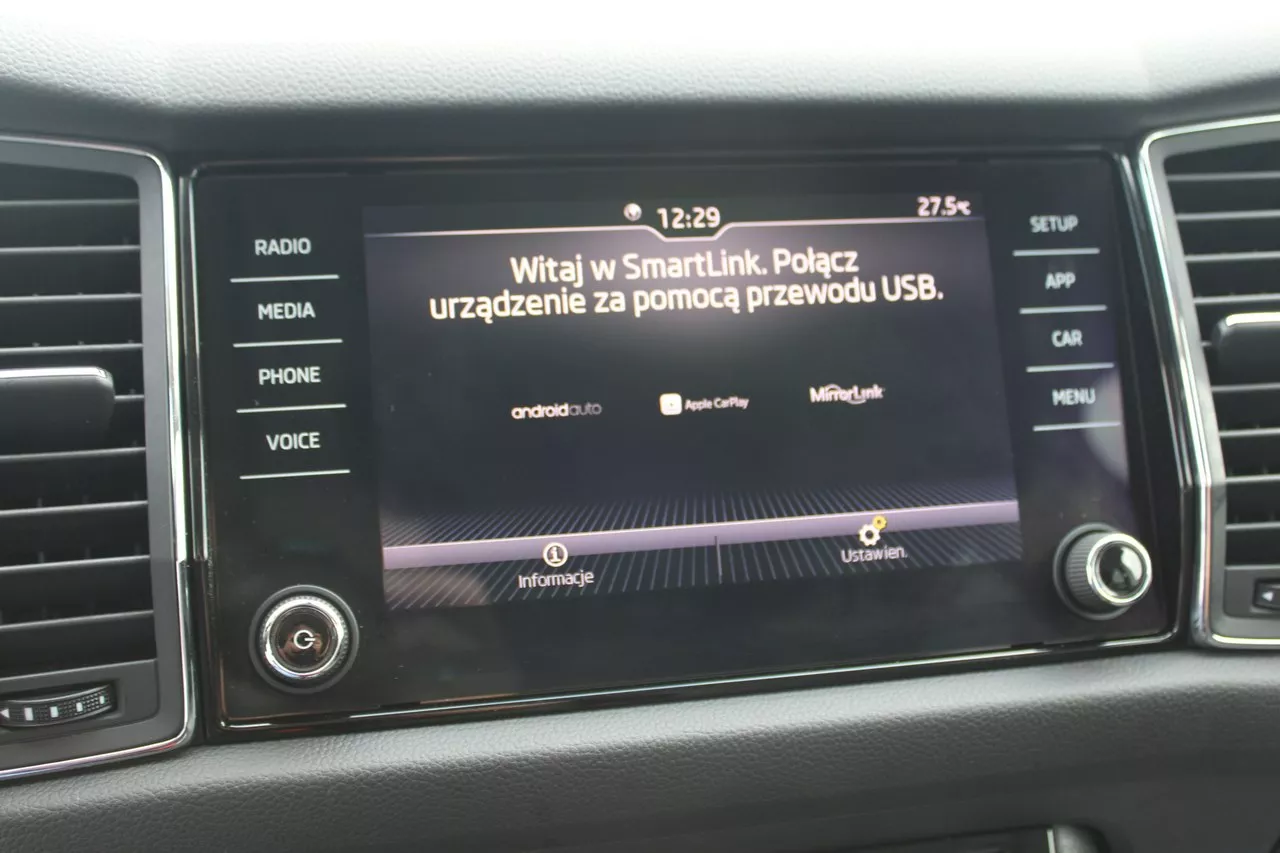 12:29
27.5°C
RADIO
MEDIA
PHONE
VOICE
Witaj w SmartLink. Połącz
urządzenie za pomocą przewodu USB.
androidauto
Apple CarPlay
MirrorLink
Informacje
Ustawien.
SETUP
APP
CAR
MENU